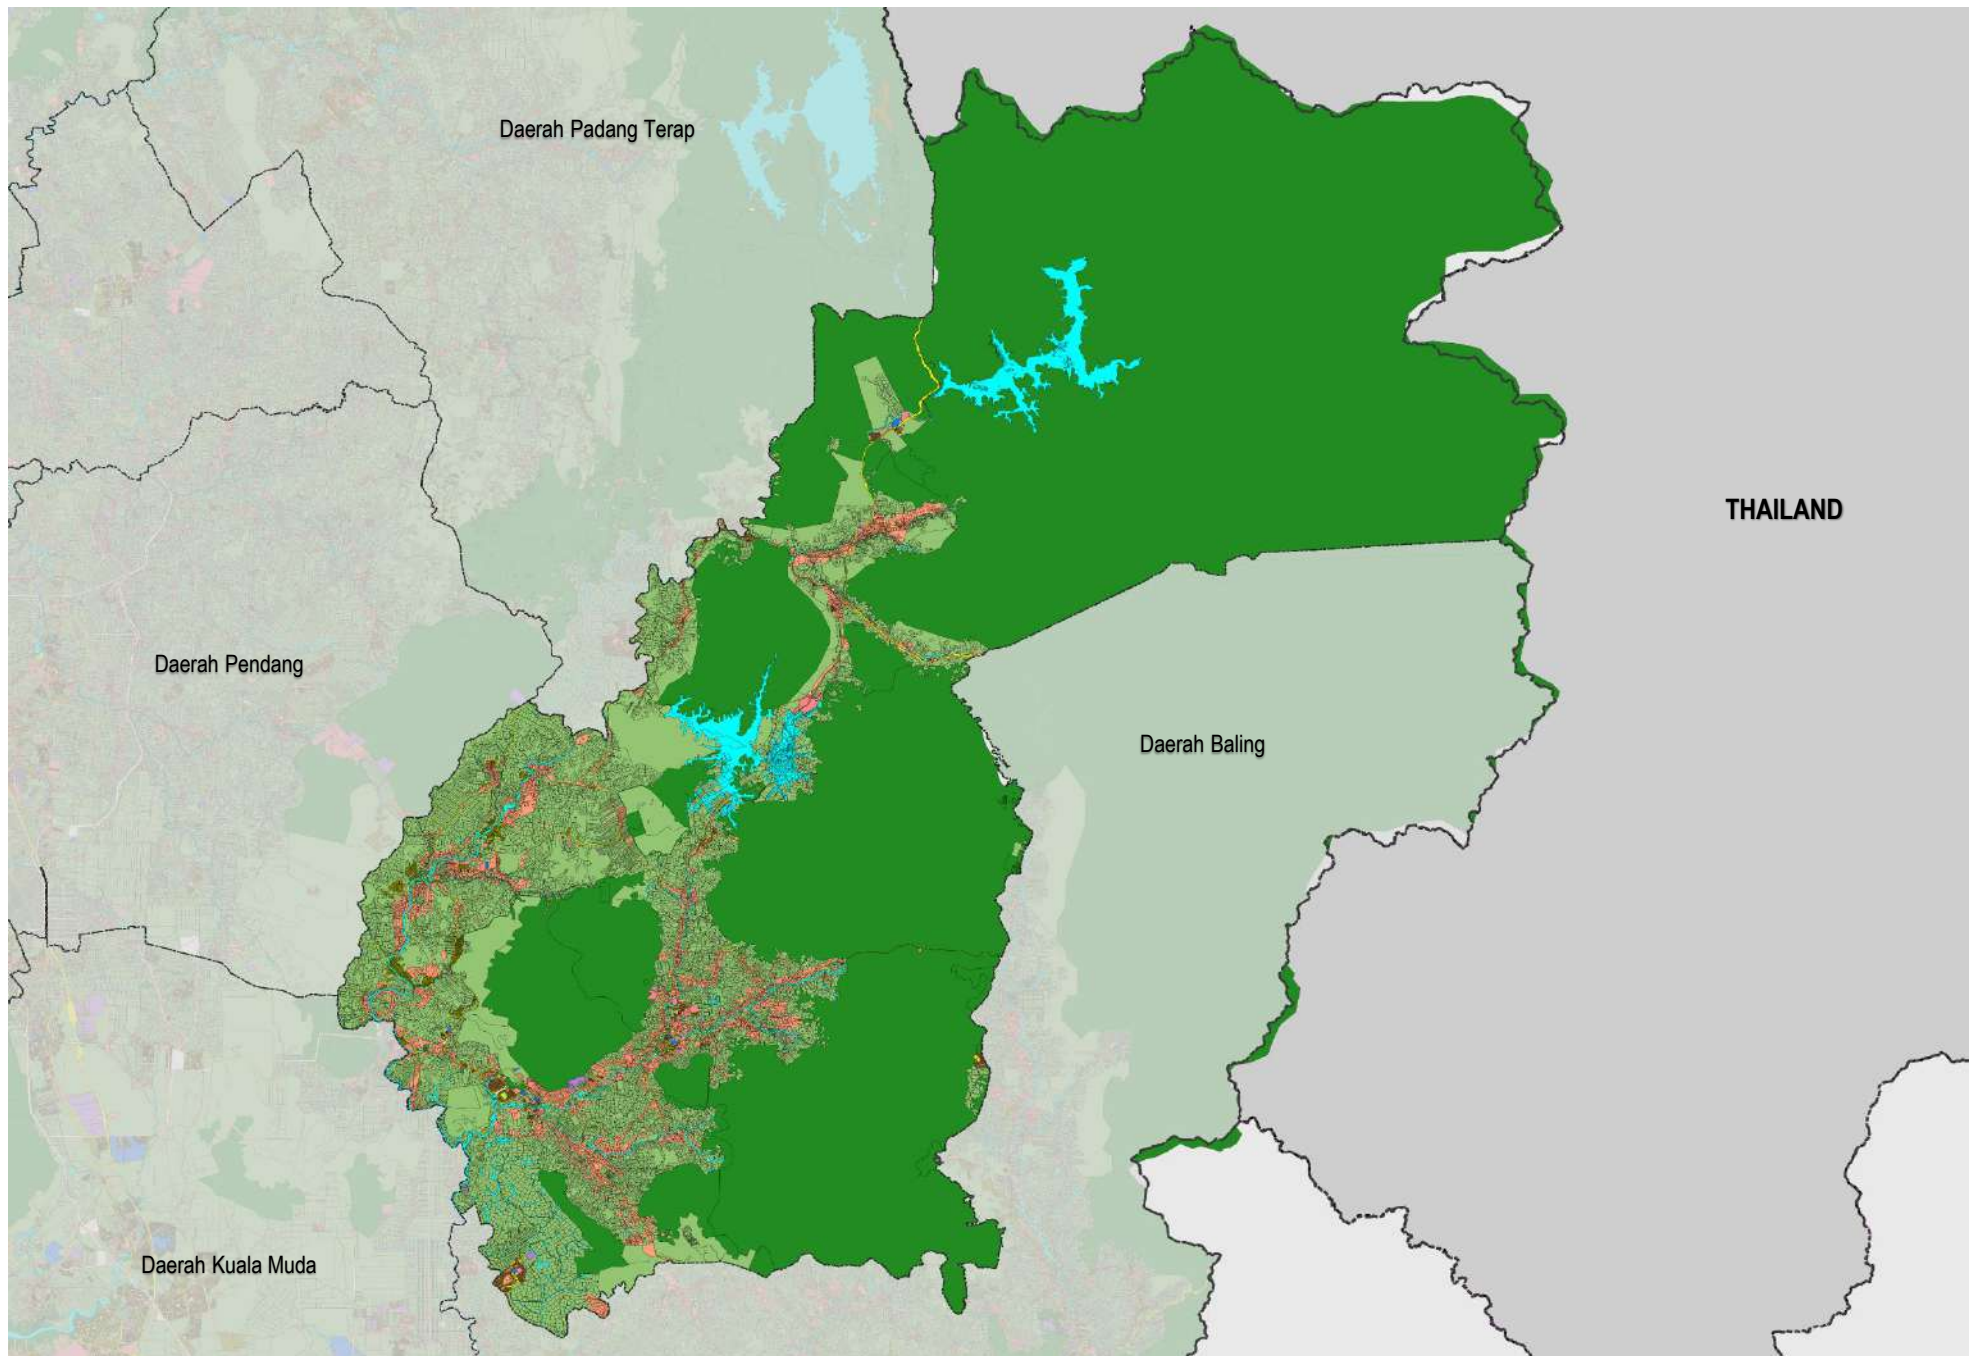 Daerah Padang Terap
THAILAND
Daerah Pendang
Daerah Baling
Daerah Kuala Muda